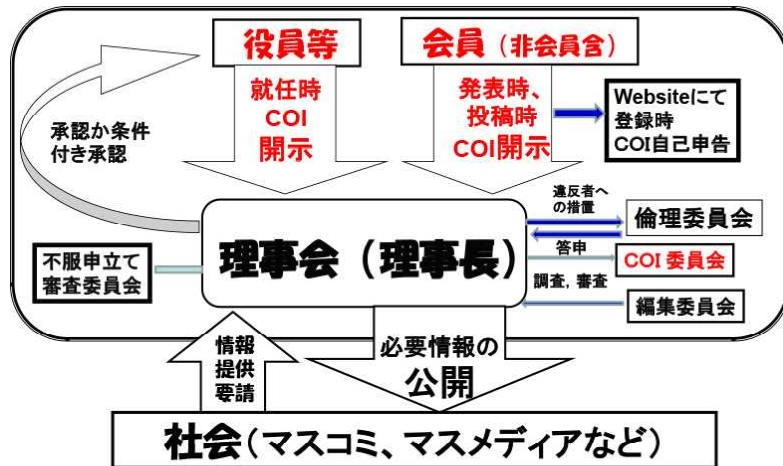 役員等
会員（非会員含）
就任時
COI
開示
発表時、
投稿時
COI開示
Websiteにて
登録時
COI自己申告
承認か条件
付き承認
違反者へ
の措置
倫理委員会
理事会（理事長）
答申
COI 委員会
不服申立て
審査委員会
調査，審査
編集委員会
情報
提供
要請
必要情報の
公開
社会（マスコミ、マスメディアなど）